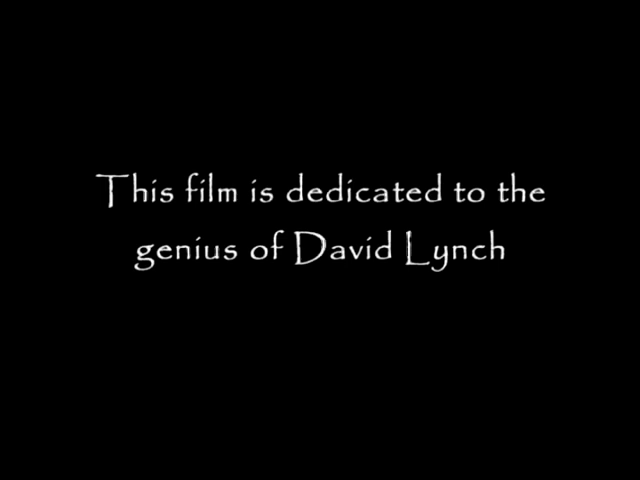 This film is dedicated to the
genius of David Lynch